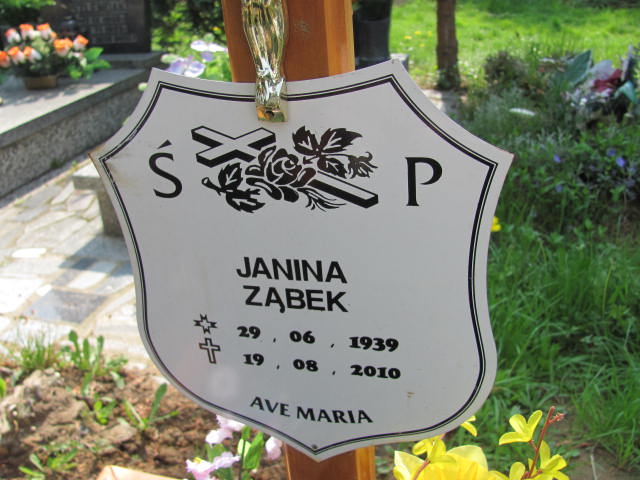 Ś P
JANINA
ZĄBEK
29 . 06 . 1939
19 . 08 . 2010
AVE MARIA